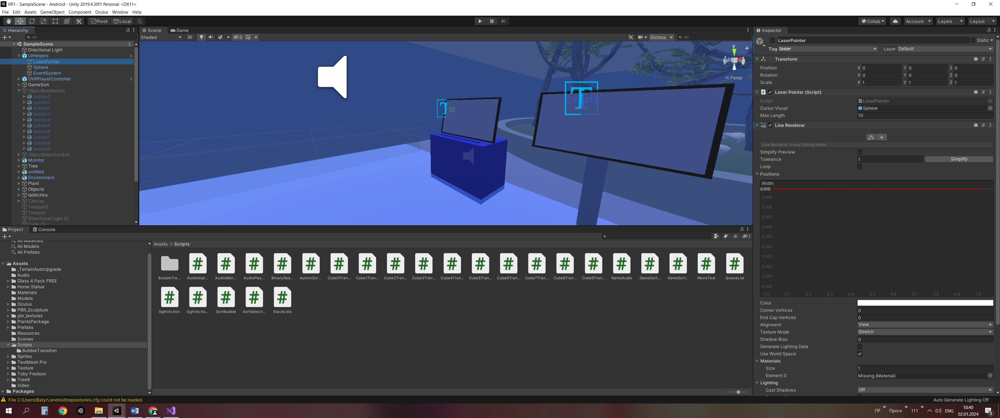 VR1 - SampleScene - Android - Unity 2019.4.30f1 Personal <DX11>
File Edit Assets GameObject Component Oculus Window Help
Pivot Local Collab Account Layers Layout
Hierarchy
All
SampleScene
Directional Light
UIHelpers
LaserPointer
Sphere
EventSystem
OVRPlayerController
GameSort
ObjectBubbleSort
bubble0
bubble1
bubble2
bubble3
bubble4
bubble5
bubble6
bubble7
bubble8
bubble9
ObjectSelectionSort
Monitor
Tree
untitled
Environment
Plant
Objects
tablichka
Canvas
Teleport2
Teleport
Directional Light (1)
Cube (1)
Scene Game
Shaded 2D 0 Gizmos All
y
z x
Persp
T
T
Старт
Inspector
LaserPointer Static
Tag laser Layer Default
Transform
Position X 0 Y 0 Z 0
Rotation X 0 Y 0 Z 0
Scale X 1 Y 1 Z 1
Laser Pointer (Script)
Script LaserPointer
Cursor Visual Sphere
Max Length 10
Line Renderer
Line Renderer Scene Editing Mode:
Simplify Preview
Tolerance 1 Simplify
Loop
Positions
Width
0.010
0,009
0,008
0,007
0,006
0,005
0,004
0,003
0,002
0,001
0,000
0,0 0,1 0,2 0,3 0,4 0,5 0,6 0,7 0,8 0,9 1,0
Color
Corner Vertices 0
End Cap Vertices 0
Alignment View
Texture Mode Stretch
Shadow Bias 0
Generate Lighting Data
Use World Space
Materials
Size 1
Element 0 Missing (Material)
Lighting
Cast Shadows Off
Project Console
1
All Materials
All Models
All Prefabs
Assets
_TerrainAutoUpgrade
Audio
Glass 4 Pack FREE
Horse Statue
Materials
Models
Oculus
PBR_Sculpture
pbr_textures
PlantsPackage
Prefabs
Resources
Scenes
Scripts
BubbleTransfom
Sprites
TextMesh Pro
Texture
Toby Fredson
Tree9
Video
Packages
Assets > Scripts
BubbleTra... Audioimpl... AudioMan... AudioPlay... BinarySea... buttonSor... Cube0Tran... Cube1Tran... Cube2Tran... Cube3Tran... Cube4Tran... Cube5Tran... Cube6Tran... Cube7Tran... Cube8Tran... Cube9Tran... GameAudio GameSort... GameSort... MoveText QueueList
SightAction SightActio... SortBubble SortSelecti... StackLists
File C:\Users\Batyr\.android\repositories.cfg could not be loaded.
Auto Generate Lighting Off
ПР » Проги » 111 » ENG
18:40
02.01.2024
3